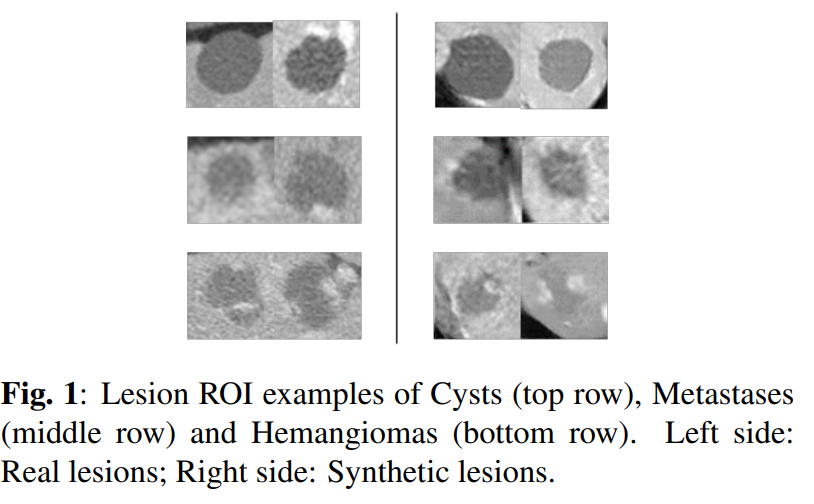 Fig. 1: Lesion ROI examples of Cysts (top row), Metastases
(middle row) and Hemangiomas (bottom row). Left side:
Real lesions; Right side: Synthetic lesions.